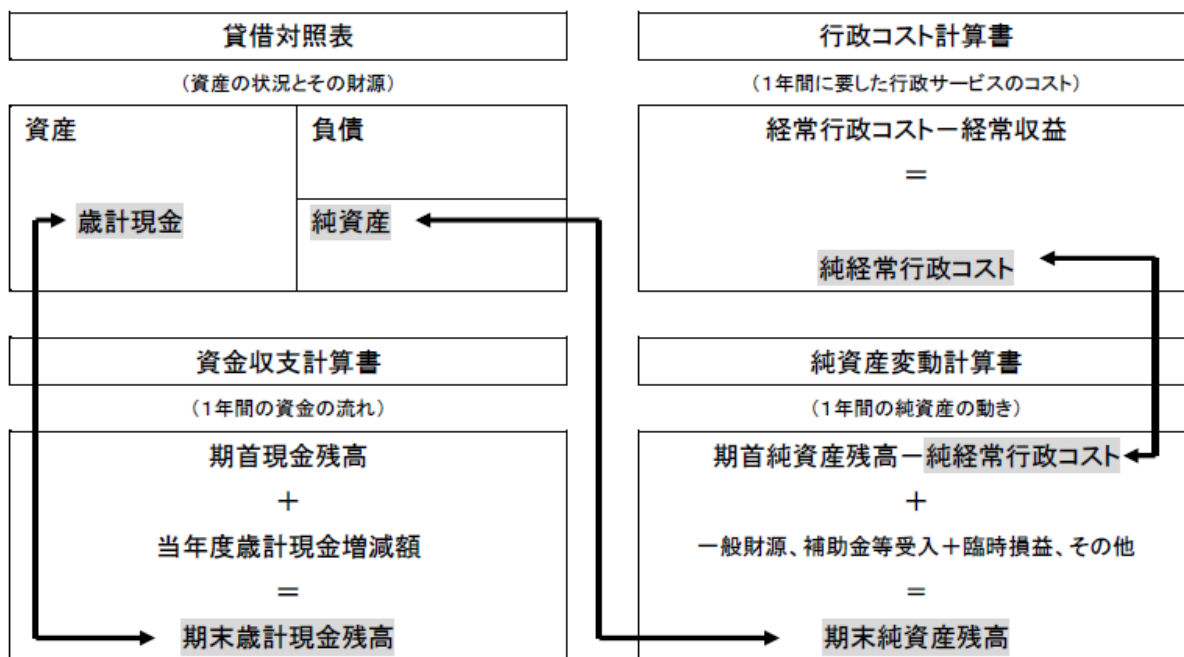 貸借対照表
(資産の状況とその財源)
資産
負債
歳計現金
純資産
行政コスト計算書
(1年間に要した行政サービスのコスト)
経常行政コストー経常収益
＝
純経常行政コスト
資金収支計算書
(1年間の資金の流れ)
期首現金残高
＋
当年度歳計現金増減額
＝
期末歳計現金残高
純資産変動計算書
(1年間の純資産の動き)
期首純資産残高ー純経常行政コスト
＋
一般財源、補助金等受入＋臨時損益、その他
＝
期末純資産残高